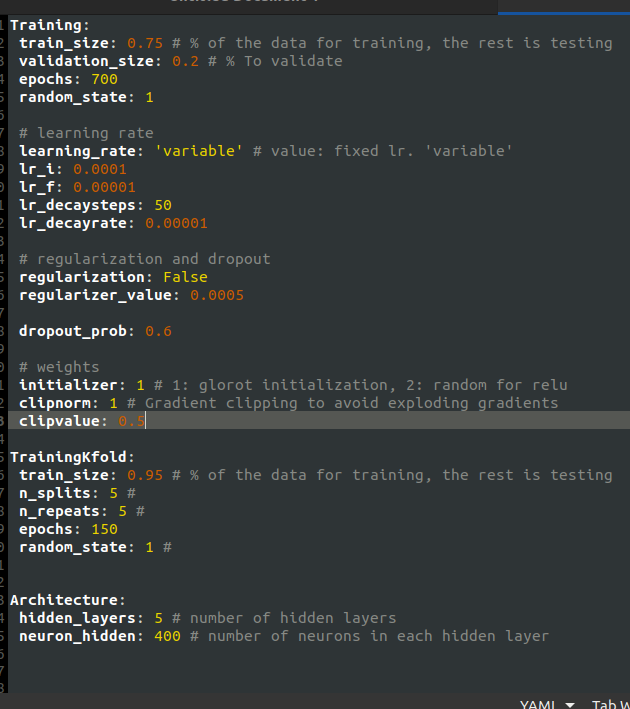 Training:
train_size: 0.75 # % of the data for training, the rest is testing
validation_size: 0.2 # % To validate
epochs: 700
random_state: 1
# learning rate
learning_rate: 'variable' # value: fixed lr. 'variable'
lr_i: 0.0001
lr_f: 0.00001
lr_decaysteps: 50
lr_decayrate: 0.00001
# regularization and dropout
regularization: False
regularizer_value: 0.0005
dropout_prob: 0.6
# weights
initializer: 1 # 1: glorot initialization, 2: random for relu
clipnorm: 1 # Gradient clipping to avoid exploding gradients
clipvalue: 0.5
TrainingKfold:
train_size: 0.95 # % of the data for training, the rest is testing
n_splits: 5 #
n_repeats: 5 #
epochs: 150
random_state: 1 #
Architecture:
hidden_layers: 5 # number of hidden layers
neuron_hidden: 400 # number of neurons in each hidden layer
YAML Tab W